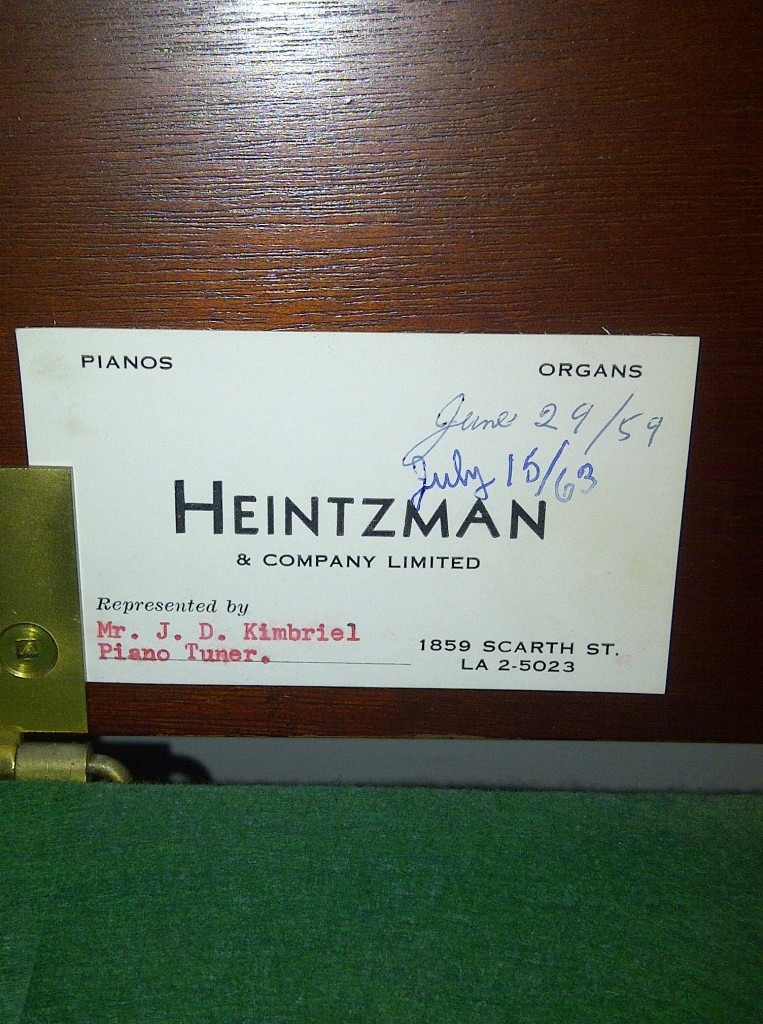 PIANOS ORGANS
June 29/59
July 15/63
HEINTZMAN
& COMPANY LIMITED
Represented by
Mr. J. D. Kimbriel
Piano Tuner.
1859 SCARTH ST.
LA 2-5023